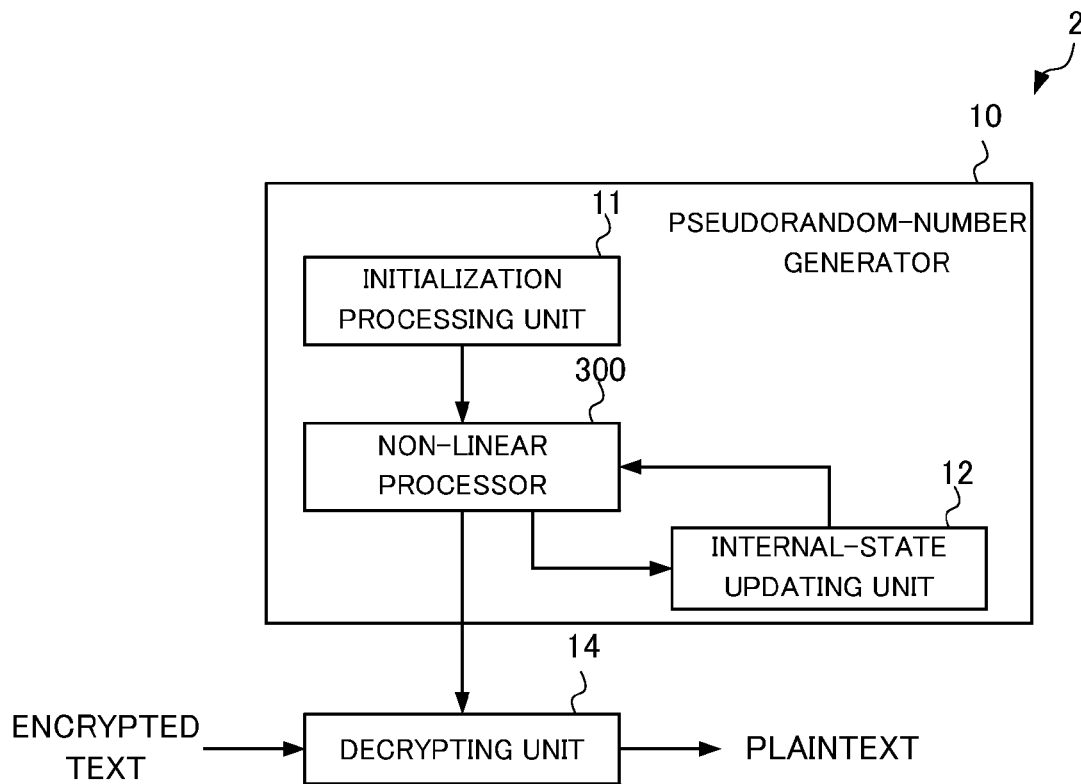 2
10
PSEUDORANDOM-NUMBER
GENERATOR
11
INITIALIZATION
PROCESSING UNIT
300
NON-LINEAR
PROCESSOR
12
INTERNAL-STATE
UPDATING UNIT
14
ENCRYPTED
TEXT
DECRYPTING UNIT
PLAINTEXT